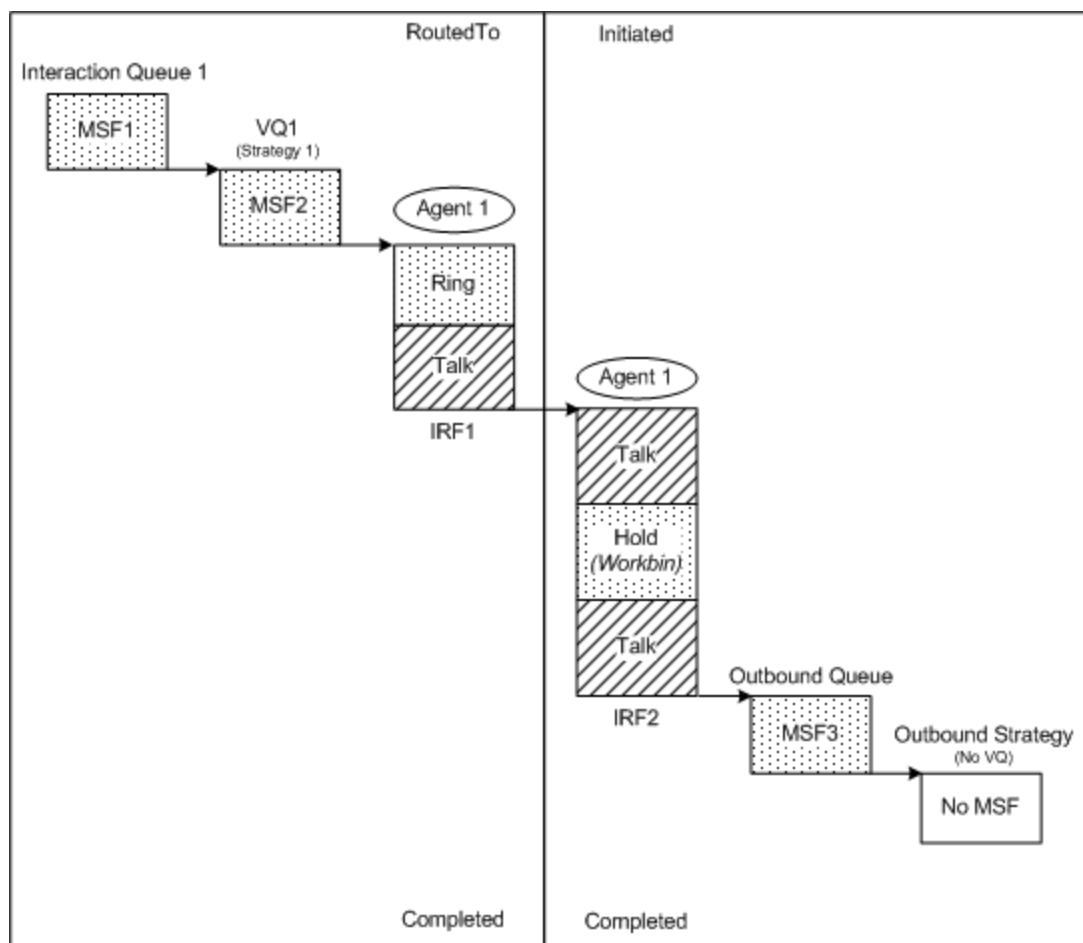 RoutedTo
Initiated
Interaction Queue 1
MSF1
VQ1
(Strategy 1)
MSF2
Agent 1
Ring
Talk
IRF1
Agent 1
Talk
Hold
(Workbin)
Talk
IRF2
Outbound Queue
MSF3
Outbound Strategy
(No VQ)
No MSF
Completed
Completed